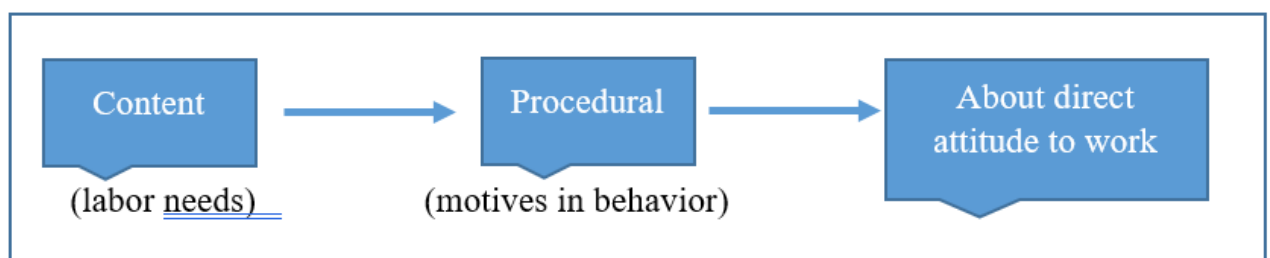 Content
(labor needs)
Procedural
(motives in behavior)
About direct
attitude to work